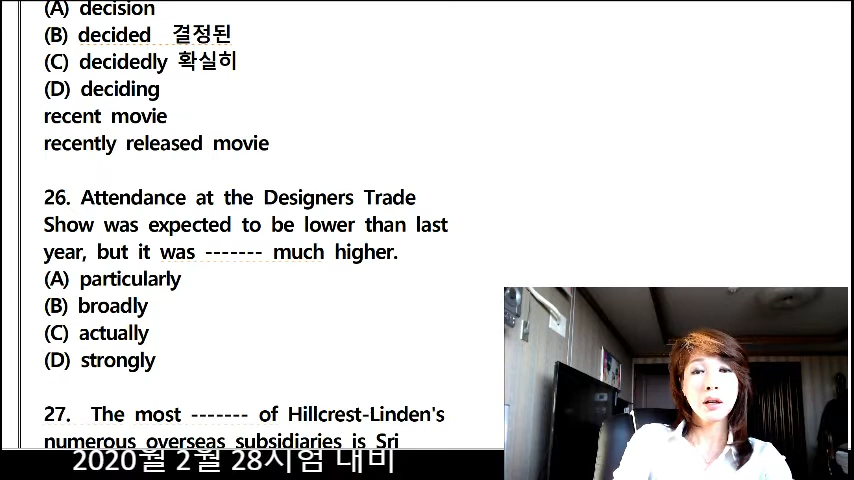 (A) decision
(B) decided 결정된
(C) decidedly 확실히
(D) deciding
recent movie
recently released movie
26. Attendance at the Designers Trade
Show was expected to be lower than last
year, but it was ------- much higher.
(A) particularly
(B) broadly
(C) actually
(D) strongly
27. The most ------- of Hillcrest-Linden's
numerous overseas subsidiaries is Sri
2020월 2월 28시험 대비